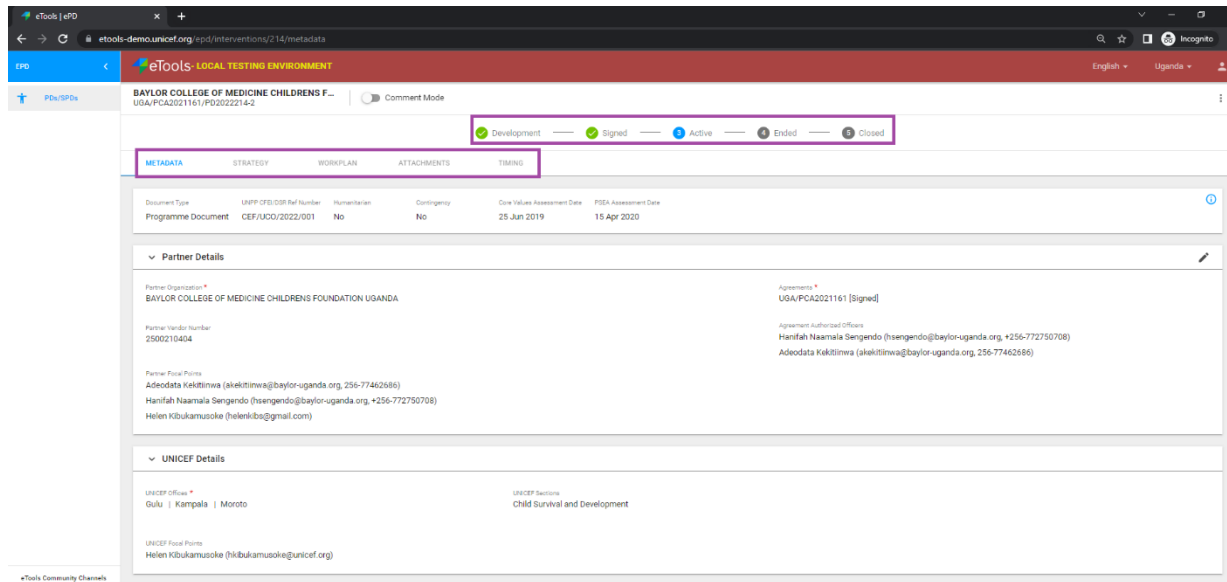 eTools | ePD
etools-demo.unicef.org/epd/interventions/214/metadata
Incognito
EPD
eTools - LOCAL TESTING ENVIRONMENT
English
Uganda
PDs/SPDs
BAYLOR COLLEGE OF MEDICINE CHILDRENS F...
UGA/PCA2021161/PD2022214-2
Comment Mode
Development
Signed
3 Active
4 Ended
5 Closed
METADATA STRATEGY WORKPLAN ATTACHMENTS TIMING
Document Type UNPP CFEI/DSR Ref Number Humanitarian Contingency Core Values Assessment Date PSEA Assessment Date
Programme Document CEF/UCO/2022/001 No No 25 Jun 2019 15 Apr 2020
Partner Details
Partner Organization * Agreements *
BAYLOR COLLEGE OF MEDICINE CHILDRENS FOUNDATION UGANDA UGA/PCA2021161 [Signed]
Partner Vendor Number Agreement Authorized Officers
2500210404 Hanifah Naamala Sengendo (hsengendo@baylor-uganda.org, +256-772750708)
Adeodata Kekitiinwa (akekitiinwa@baylor-uganda.org, 256-77462686)
Partner Focal Points
Adeodata Kekitiinwa (akekitiinwa@baylor-uganda.org, 256-77462686)
Hanifah Naamala Sengendo (hsengendo@baylor-uganda.org, +256-772750708)
Helen Kibukamusoke (helenkibs@gmail.com)
UNICEF Details
UNICEF Offices * UNICEF Sections
Gulu | Kampala | Moroto Child Survival and Development
UNICEF Focal Points
Helen Kibukamusoke (hkibukamusoke@unicef.org)
eTools Community Channels